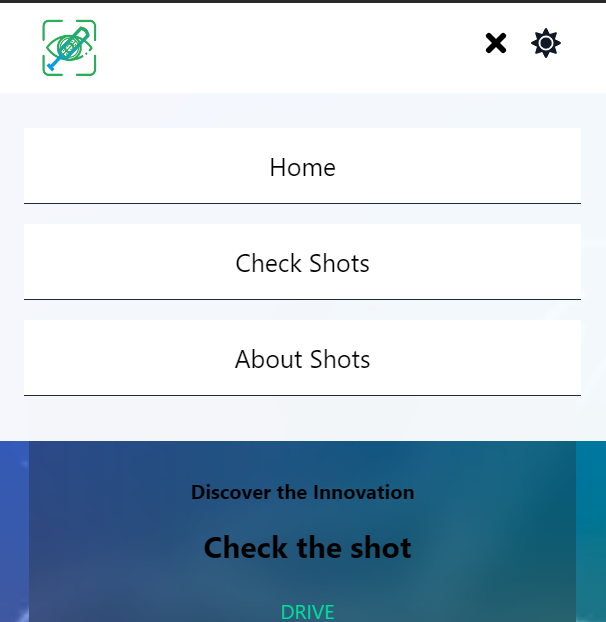 Home
Check Shots
About Shots
Discover the Innovation
Check the shot
DRIVE